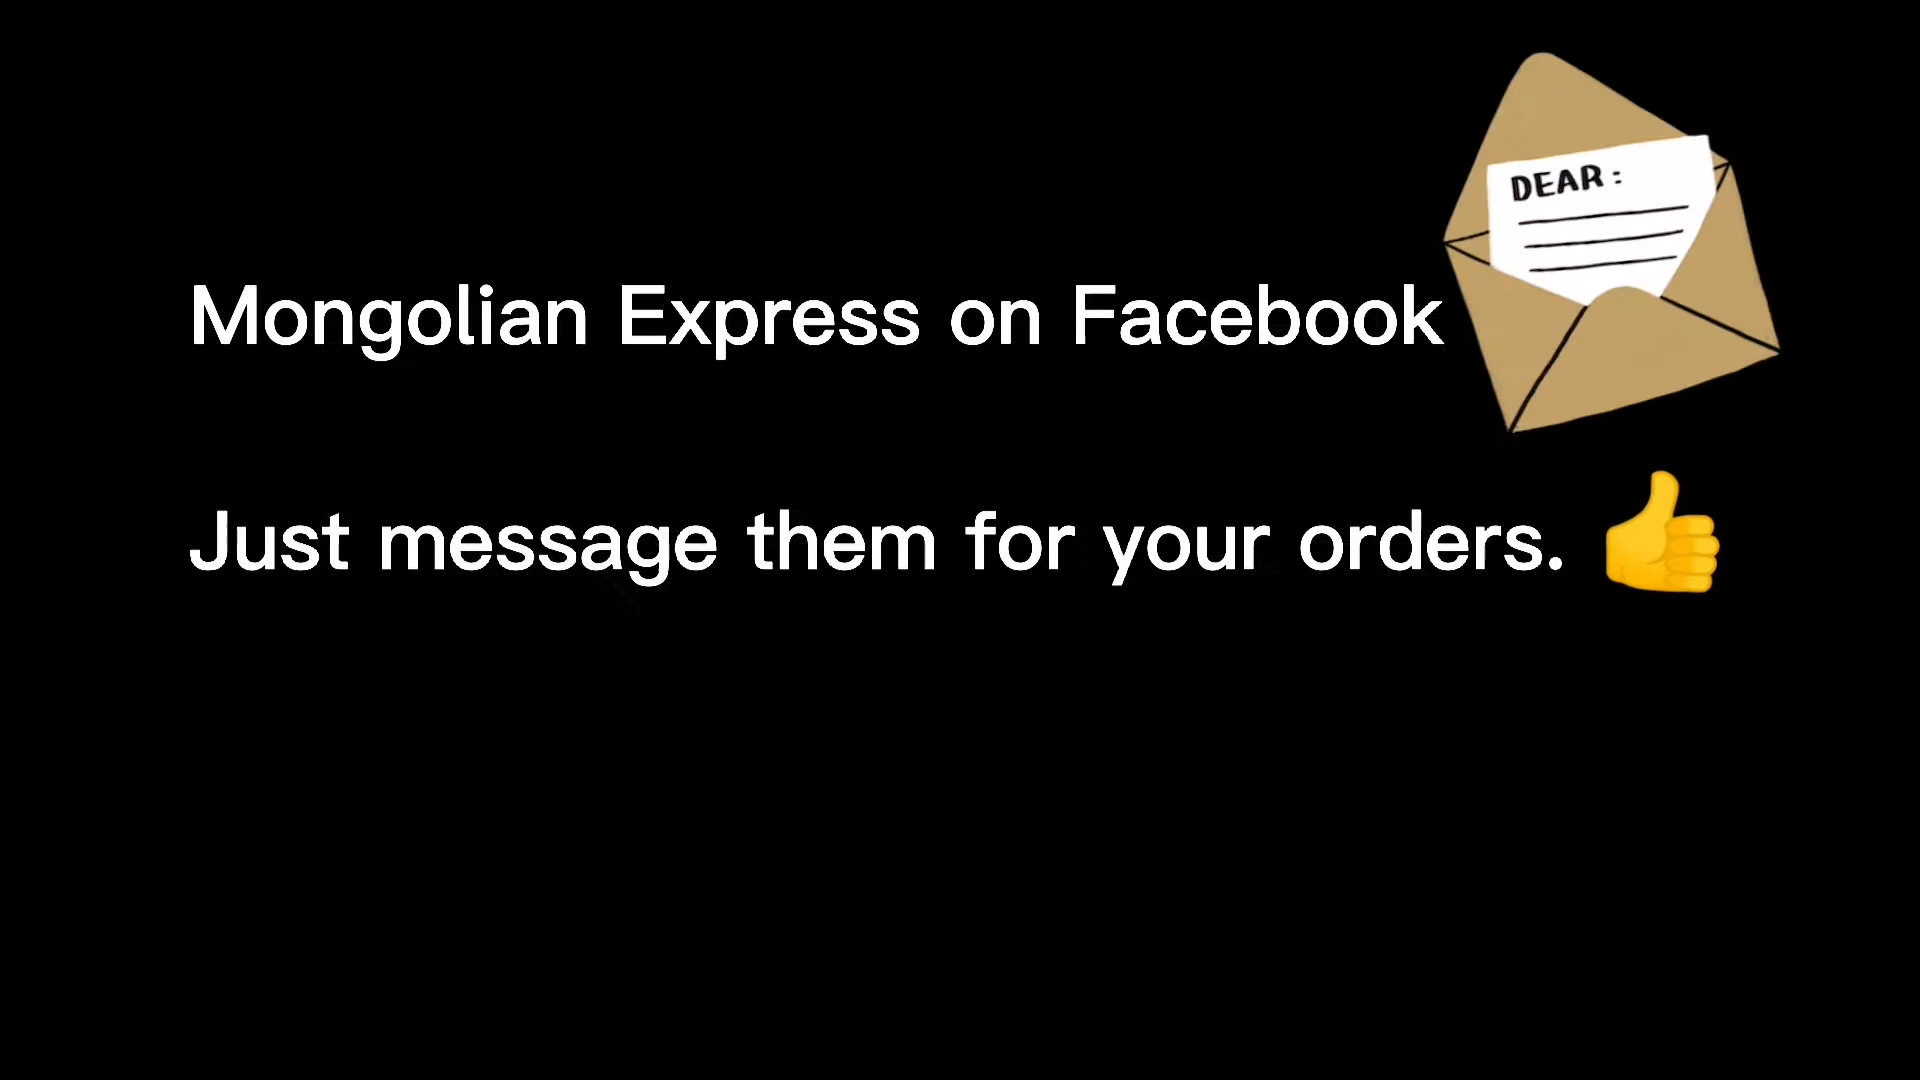 DEAR :
Mongolian Express on Facebook
Just message them for your orders. 👍